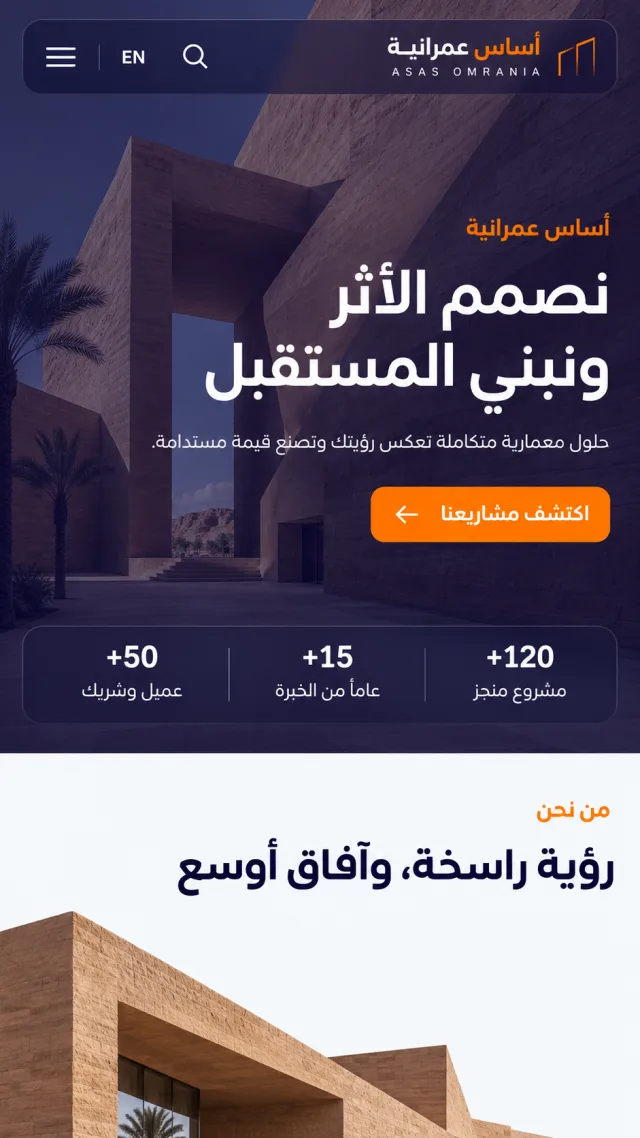 أساس عمرانيـة
ASAS OMRANIA
EN
أساس عمرانية
نصمم الأثر
ونبني المستقبل
حلول معمارية متكاملة تعكس رؤيتك وتصنع قيمة مستدامة.
اكتشف مشاريعنا
+120
مشروع منجز
+15
عاماً من الخبرة
+50
عميل وشريك
من نحن
رؤية راسخة، وآفاق أوسع